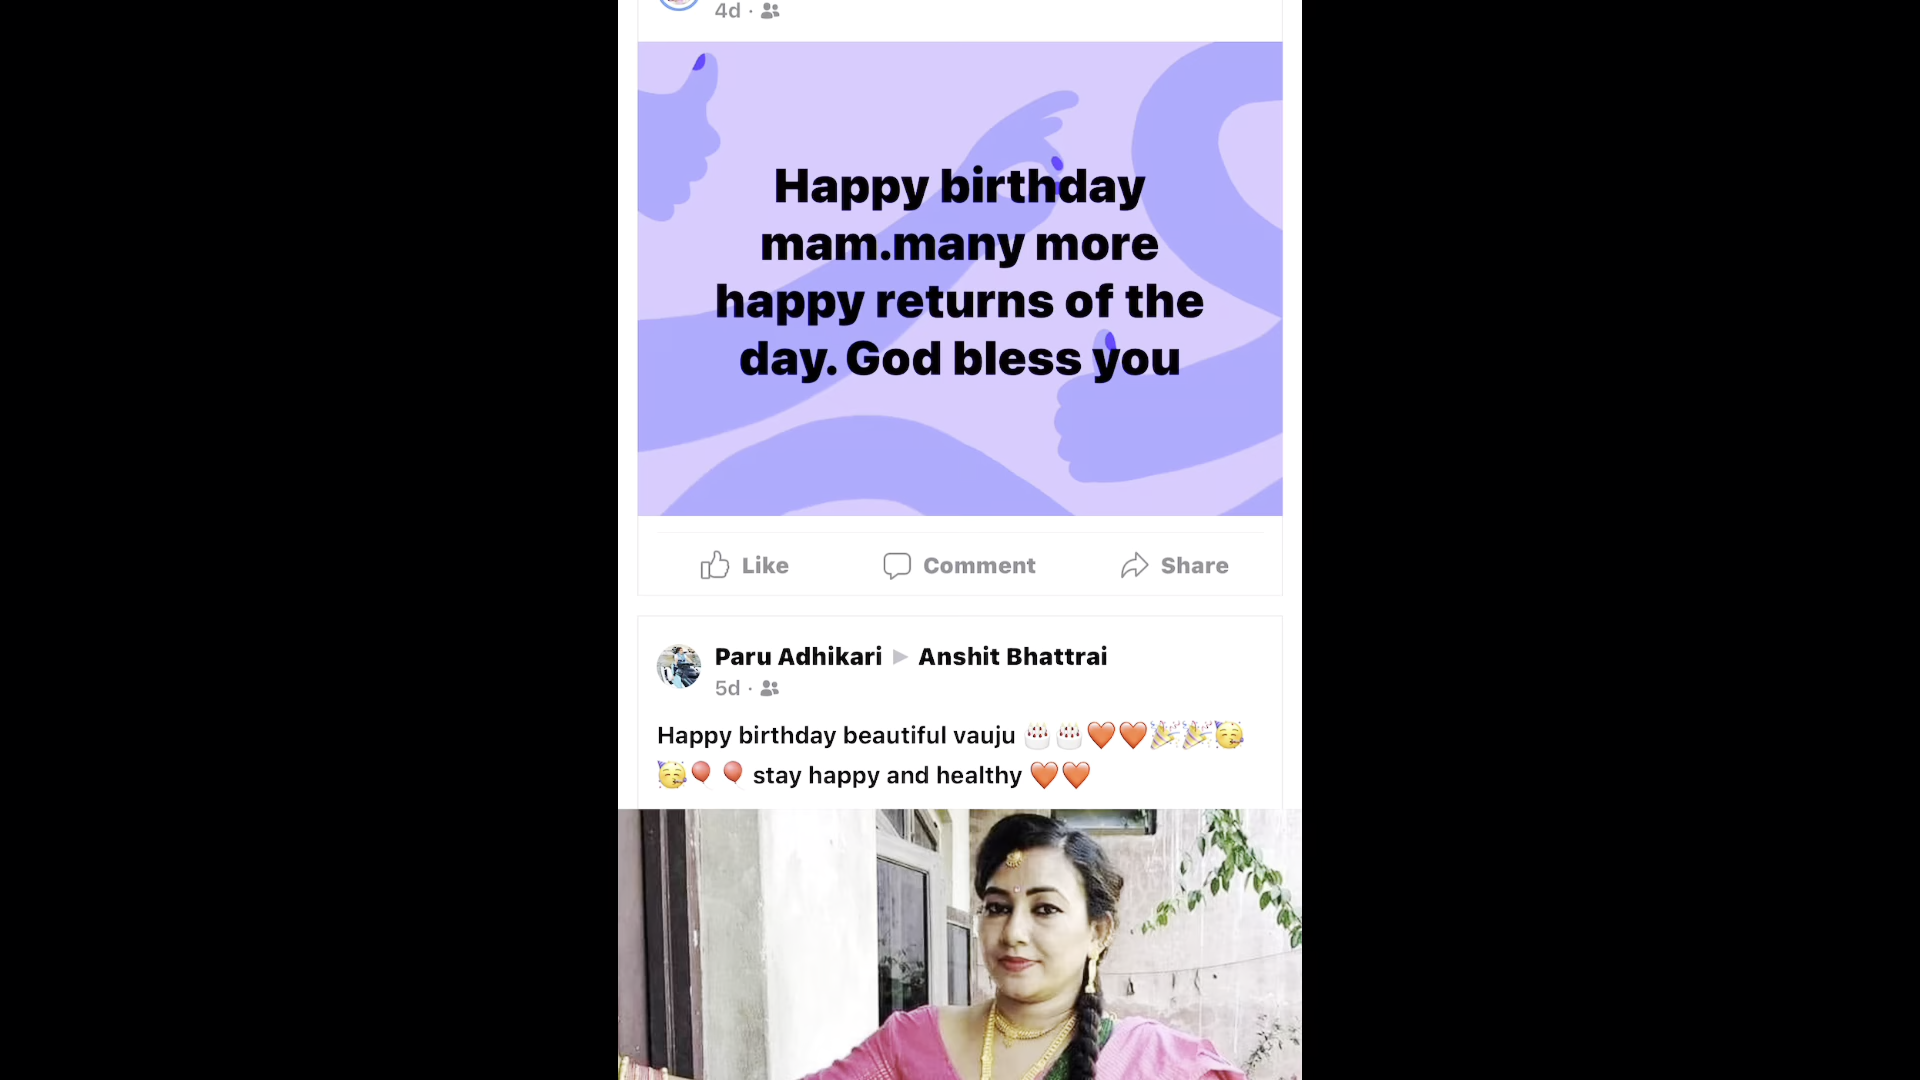 4d ·
Happy birthday
mam.many more
happy returns of the
day. God bless you
Like Comment Share
Paru Adhikari ▶ Anshit Bhattrai
5d ·
Happy birthday beautiful vauju 🎂🎂❤️❤️🎉🎉🥳
🥳🎈🎈 stay happy and healthy ❤️❤️